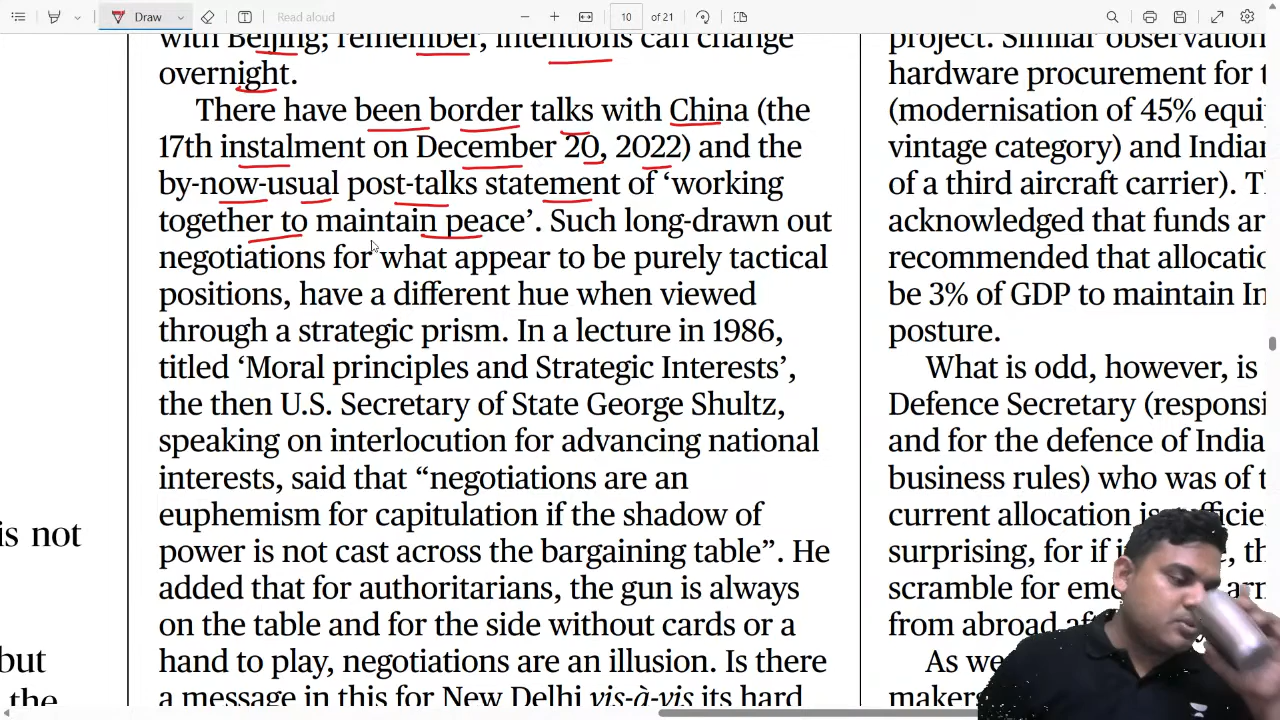 Draw
Read aloud
10
of 21
is not
but
the
with Beijing; remember, intentions can change
overnight.
There have been border talks with China (the
17th instalment on December 20, 2022) and the
by-now-usual post-talks statement of ‘working
together to maintain peace’. Such long-drawn out
negotiations for what appear to be purely tactical
positions, have a different hue when viewed
through a strategic prism. In a lecture in 1986,
titled ‘Moral principles and Strategic Interests’,
the then U.S. Secretary of State George Shultz,
speaking on interlocution for advancing national
interests, said that “negotiations are an
euphemism for capitulation if the shadow of
power is not cast across the bargaining table”. He
added that for authoritarians, the gun is always
on the table and for the side without cards or a
hand to play, negotiations are an illusion. Is there
a message in this for New Delhi vis-à-vis its hard
project. Similar observation
hardware procurement for t
(modernisation of 45% equi
vintage category) and Indian
of a third aircraft carrier). T
acknowledged that funds ar
recommended that allocatio
be 3% of GDP to maintain In
posture.
What is odd, however, is
Defence Secretary (responsi
and for the defence of India
business rules) who was of t
current allocation is
surprising, for if
scramble for
from abroad
As we
makers